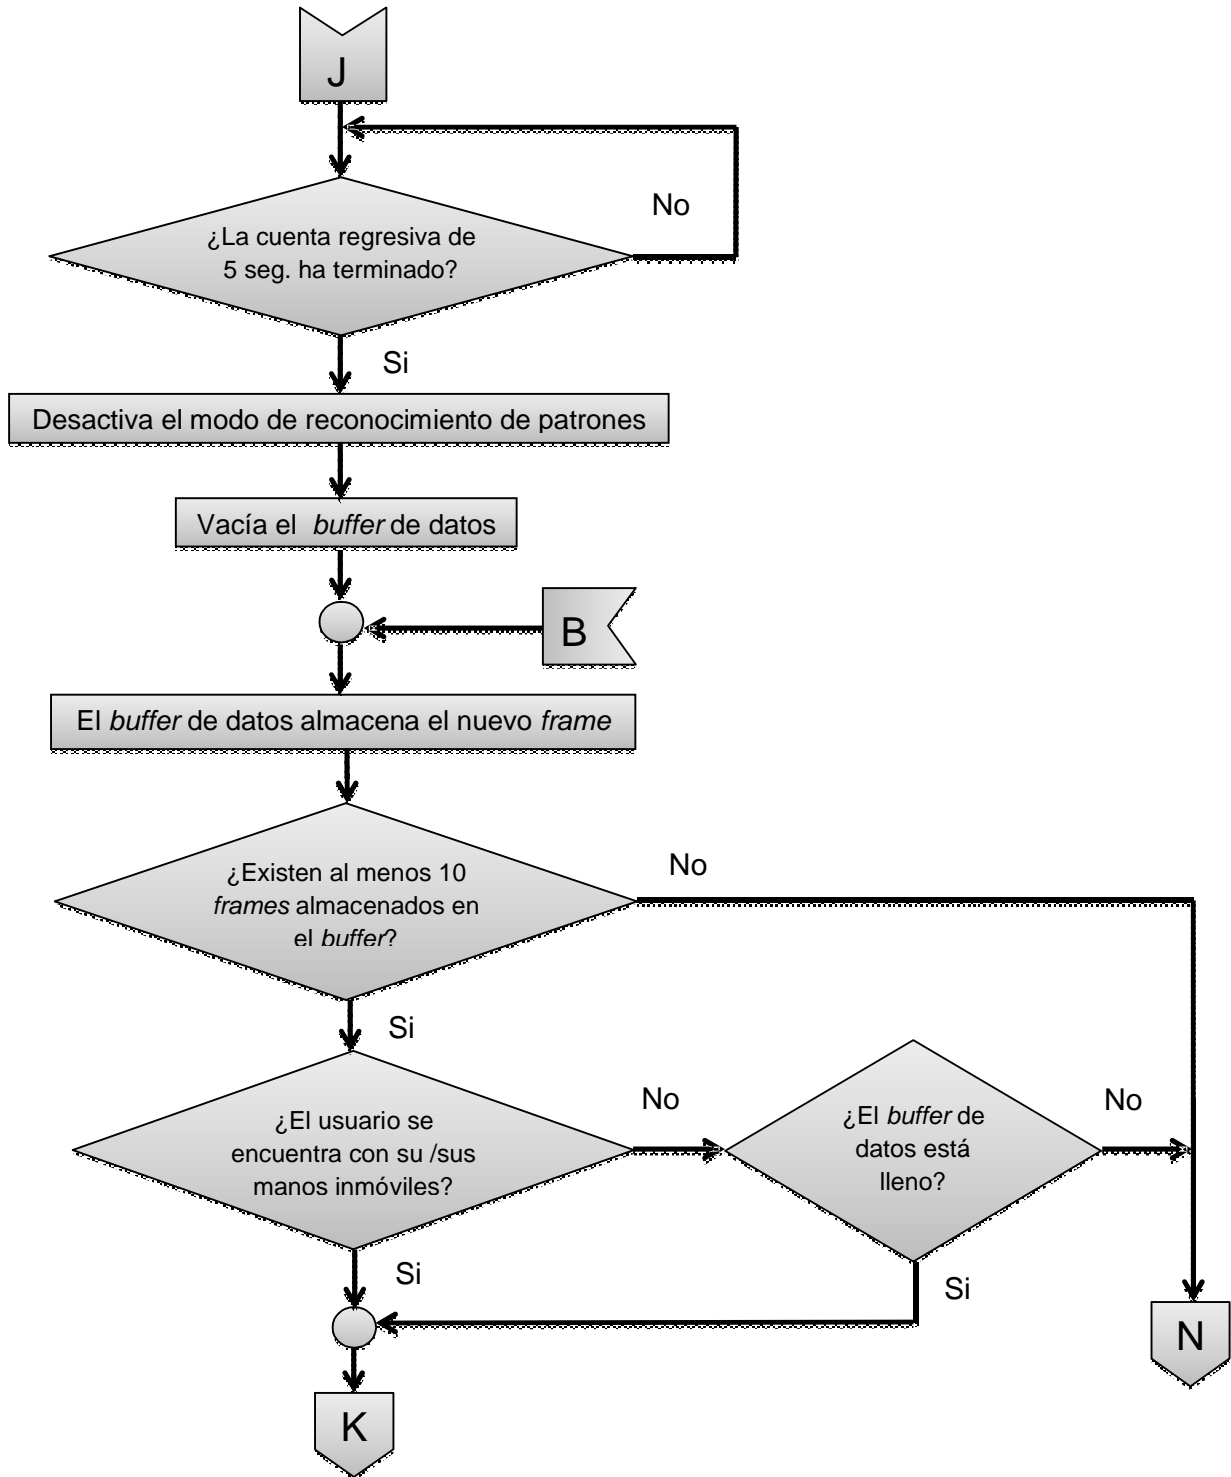 J
No
¿La cuenta regresiva de
5 seg. ha terminado?
Si
Desactiva el modo de reconocimiento de patrones
Vacía el buffer de datos
B
El buffer de datos almacena el nuevo frame
¿Existen al menos 10
frames almacenados en
el buffer?
No
Si
¿El usuario se
encuentra con su /sus
manos inmóviles?
No
¿El buffer de
datos está
lleno?
No
Si
Si
N
K